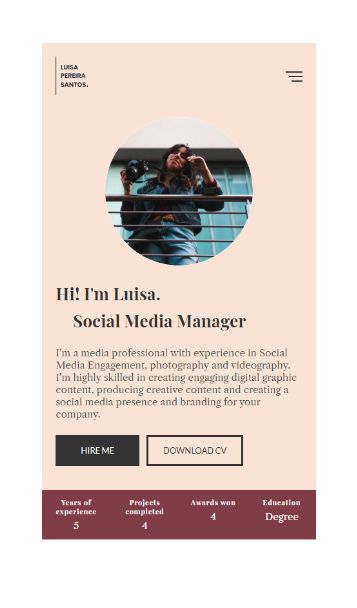 LUISA
PEREIRA
SANTOS.
Hi! I'm Luisa.
Social Media Manager
I'm a media professional with experience in Social
Media Engagement, photography and videography.
I'm highly skilled in creating engaging digital graphic
content, producing creative content and creating a
social media presence and branding for your
company.
HIRE ME
DOWNLOAD CV
Years of
experience
5
Projects
completed
4
Awards won
4
Education
Degree